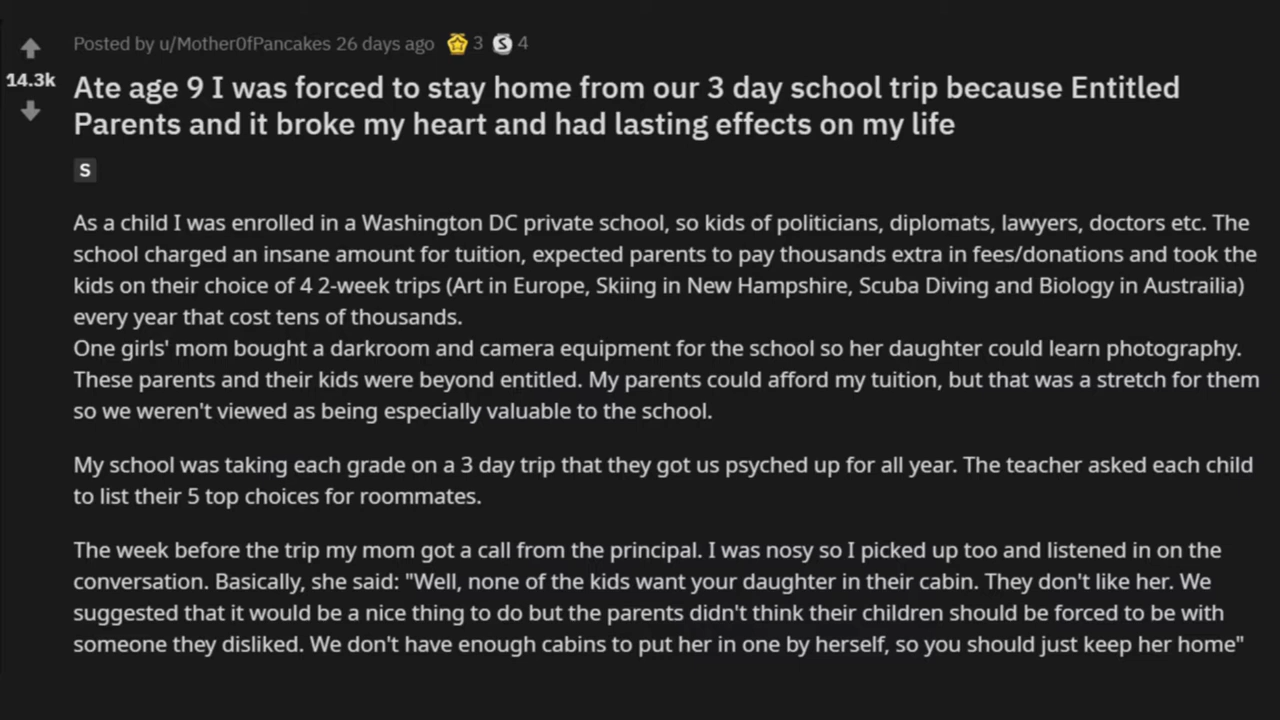 Posted by u/Mother0fPancakes 26 days ago 3 S 4
14.3k
Ate age 9 I was forced to stay home from our 3 day school trip because Entitled
Parents and it broke my heart and had lasting effects on my life
S
As a child I was enrolled in a Washington DC private school, so kids of politicians, diplomats, lawyers, doctors etc. The
school charged an insane amount for tuition, expected parents to pay thousands extra in fees/donations and took the
kids on their choice of 4 2-week trips (Art in Europe, Skiing in New Hampshire, Scuba Diving and Biology in Austrailia)
every year that cost tens of thousands.
One girls' mom bought a darkroom and camera equipment for the school so her daughter could learn photography.
These parents and their kids were beyond entitled. My parents could afford my tuition, but that was a stretch for them
so we weren't viewed as being especially valuable to the school.
My school was taking each grade on a 3 day trip that they got us psyched up for all year. The teacher asked each child
to list their 5 top choices for roommates.
The week before the trip my mom got a call from the principal. I was nosy so I picked up too and listened in on the
conversation. Basically, she said: "Well, none of the kids want your daughter in their cabin. They don't like her. We
suggested that it would be a nice thing to do but the parents didn't think their children should be forced to be with
someone they disliked. We don't have enough cabins to put her in one by herself, so you should just keep her home"